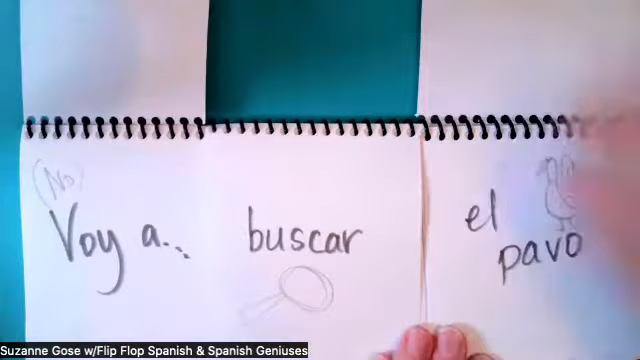 (No)
Voy a..
buscar
el
pavo
Suzanne Gose w/Flip Flop Spanish & Spanish Geniuses